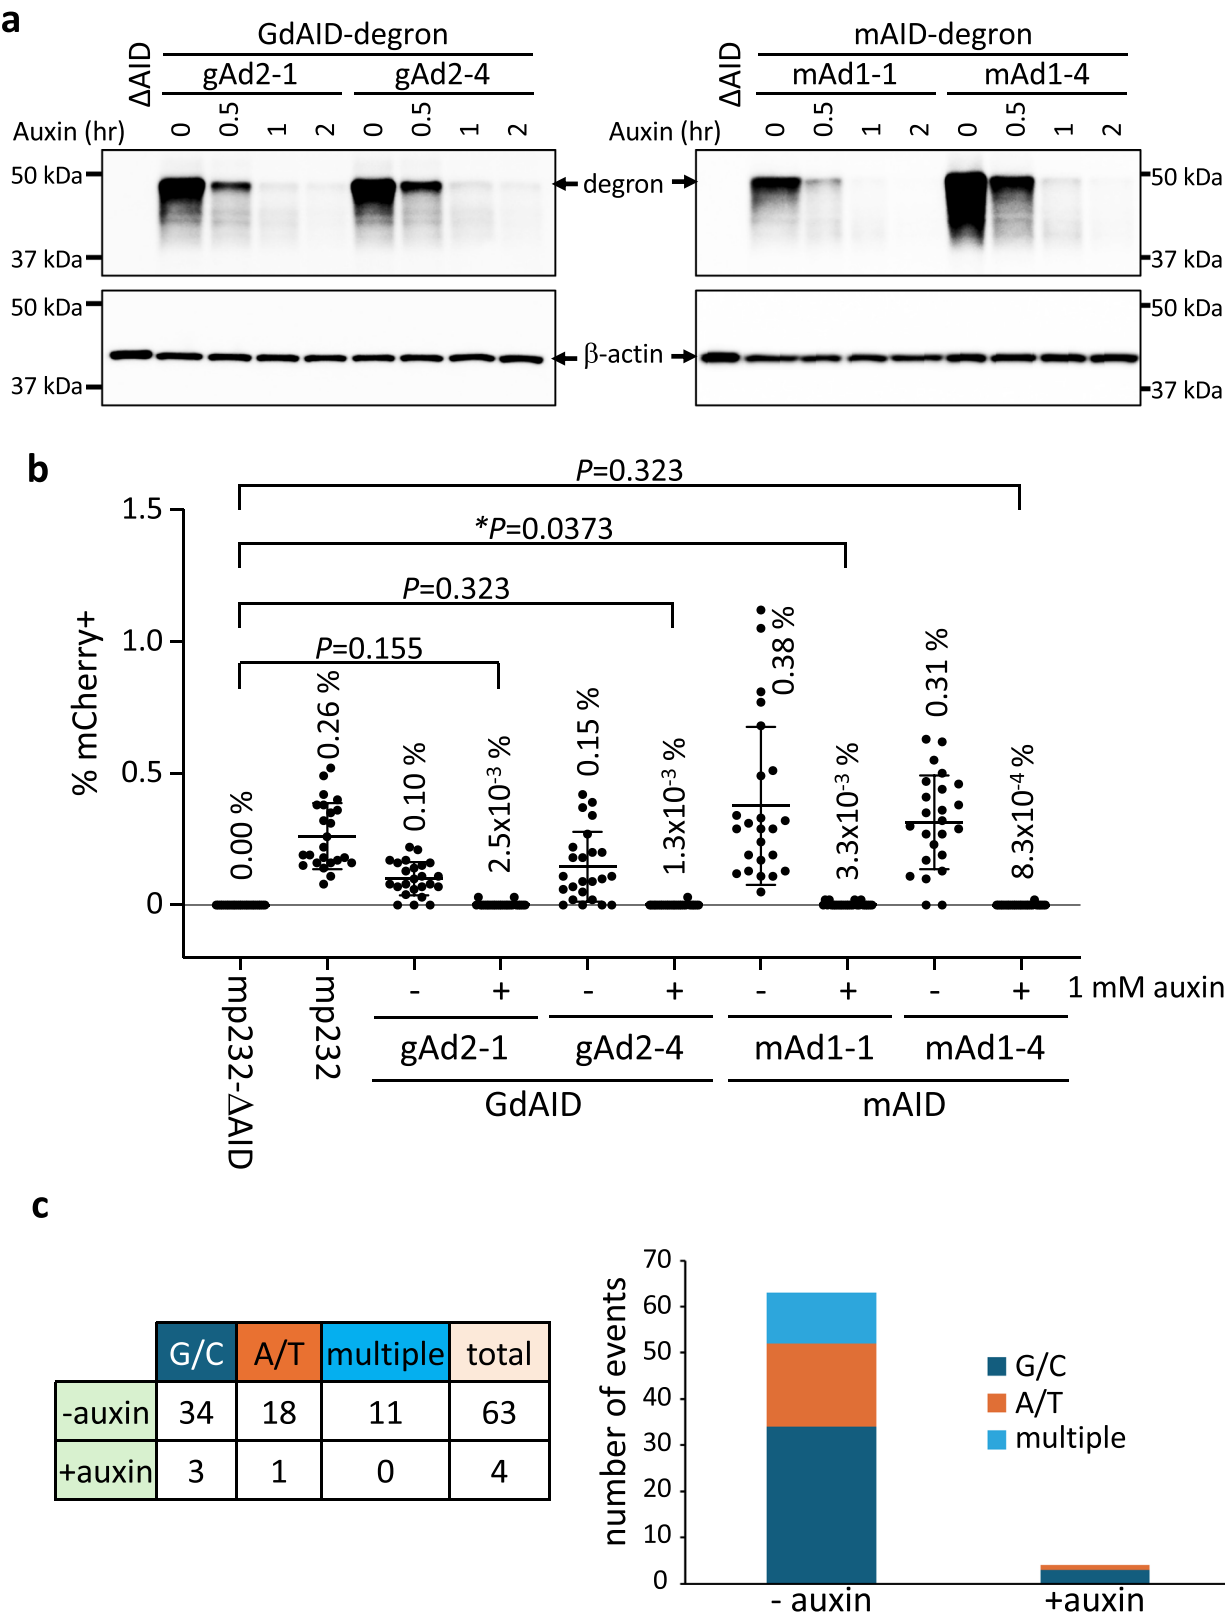 a
GdAID-degron
mAID-degron
ΔAID
gAd2-1
gAd2-4
ΔAID
mAd1-1
mAd1-4
Auxin (hr)
0
0.5
1
2
0
0.5
1
2
Auxin (hr)
0
0.5
1
2
0
0.5
1
2
50 kDa
degron
50 kDa
37 kDa
37 kDa
50 kDa
50 kDa
β-actin
37 kDa
37 kDa
b
P=0.323
*P=0.0373
P=0.323
P=0.155
1.5
1.0
0.5
0
% mCherry+
0.00 %
0.26 %
0.10 %
2.5x10⁻³ %
0.15 %
1.3x10⁻³ %
0.38 %
3.3x10⁻³ %
0.31 %
8.3x10⁻⁴ %
mp232-ΔAID
mp232
- + - + - + - + 1 mM auxin
gAd2-1
gAd2-4
mAd1-1
mAd1-4
GdAID
mAID
c
G/C A/T multiple total
-auxin 34 18 11 63
+auxin 3 1 0 4
number of events
70
60
50
40
30
20
10
0
G/C
A/T
multiple
- auxin
+auxin